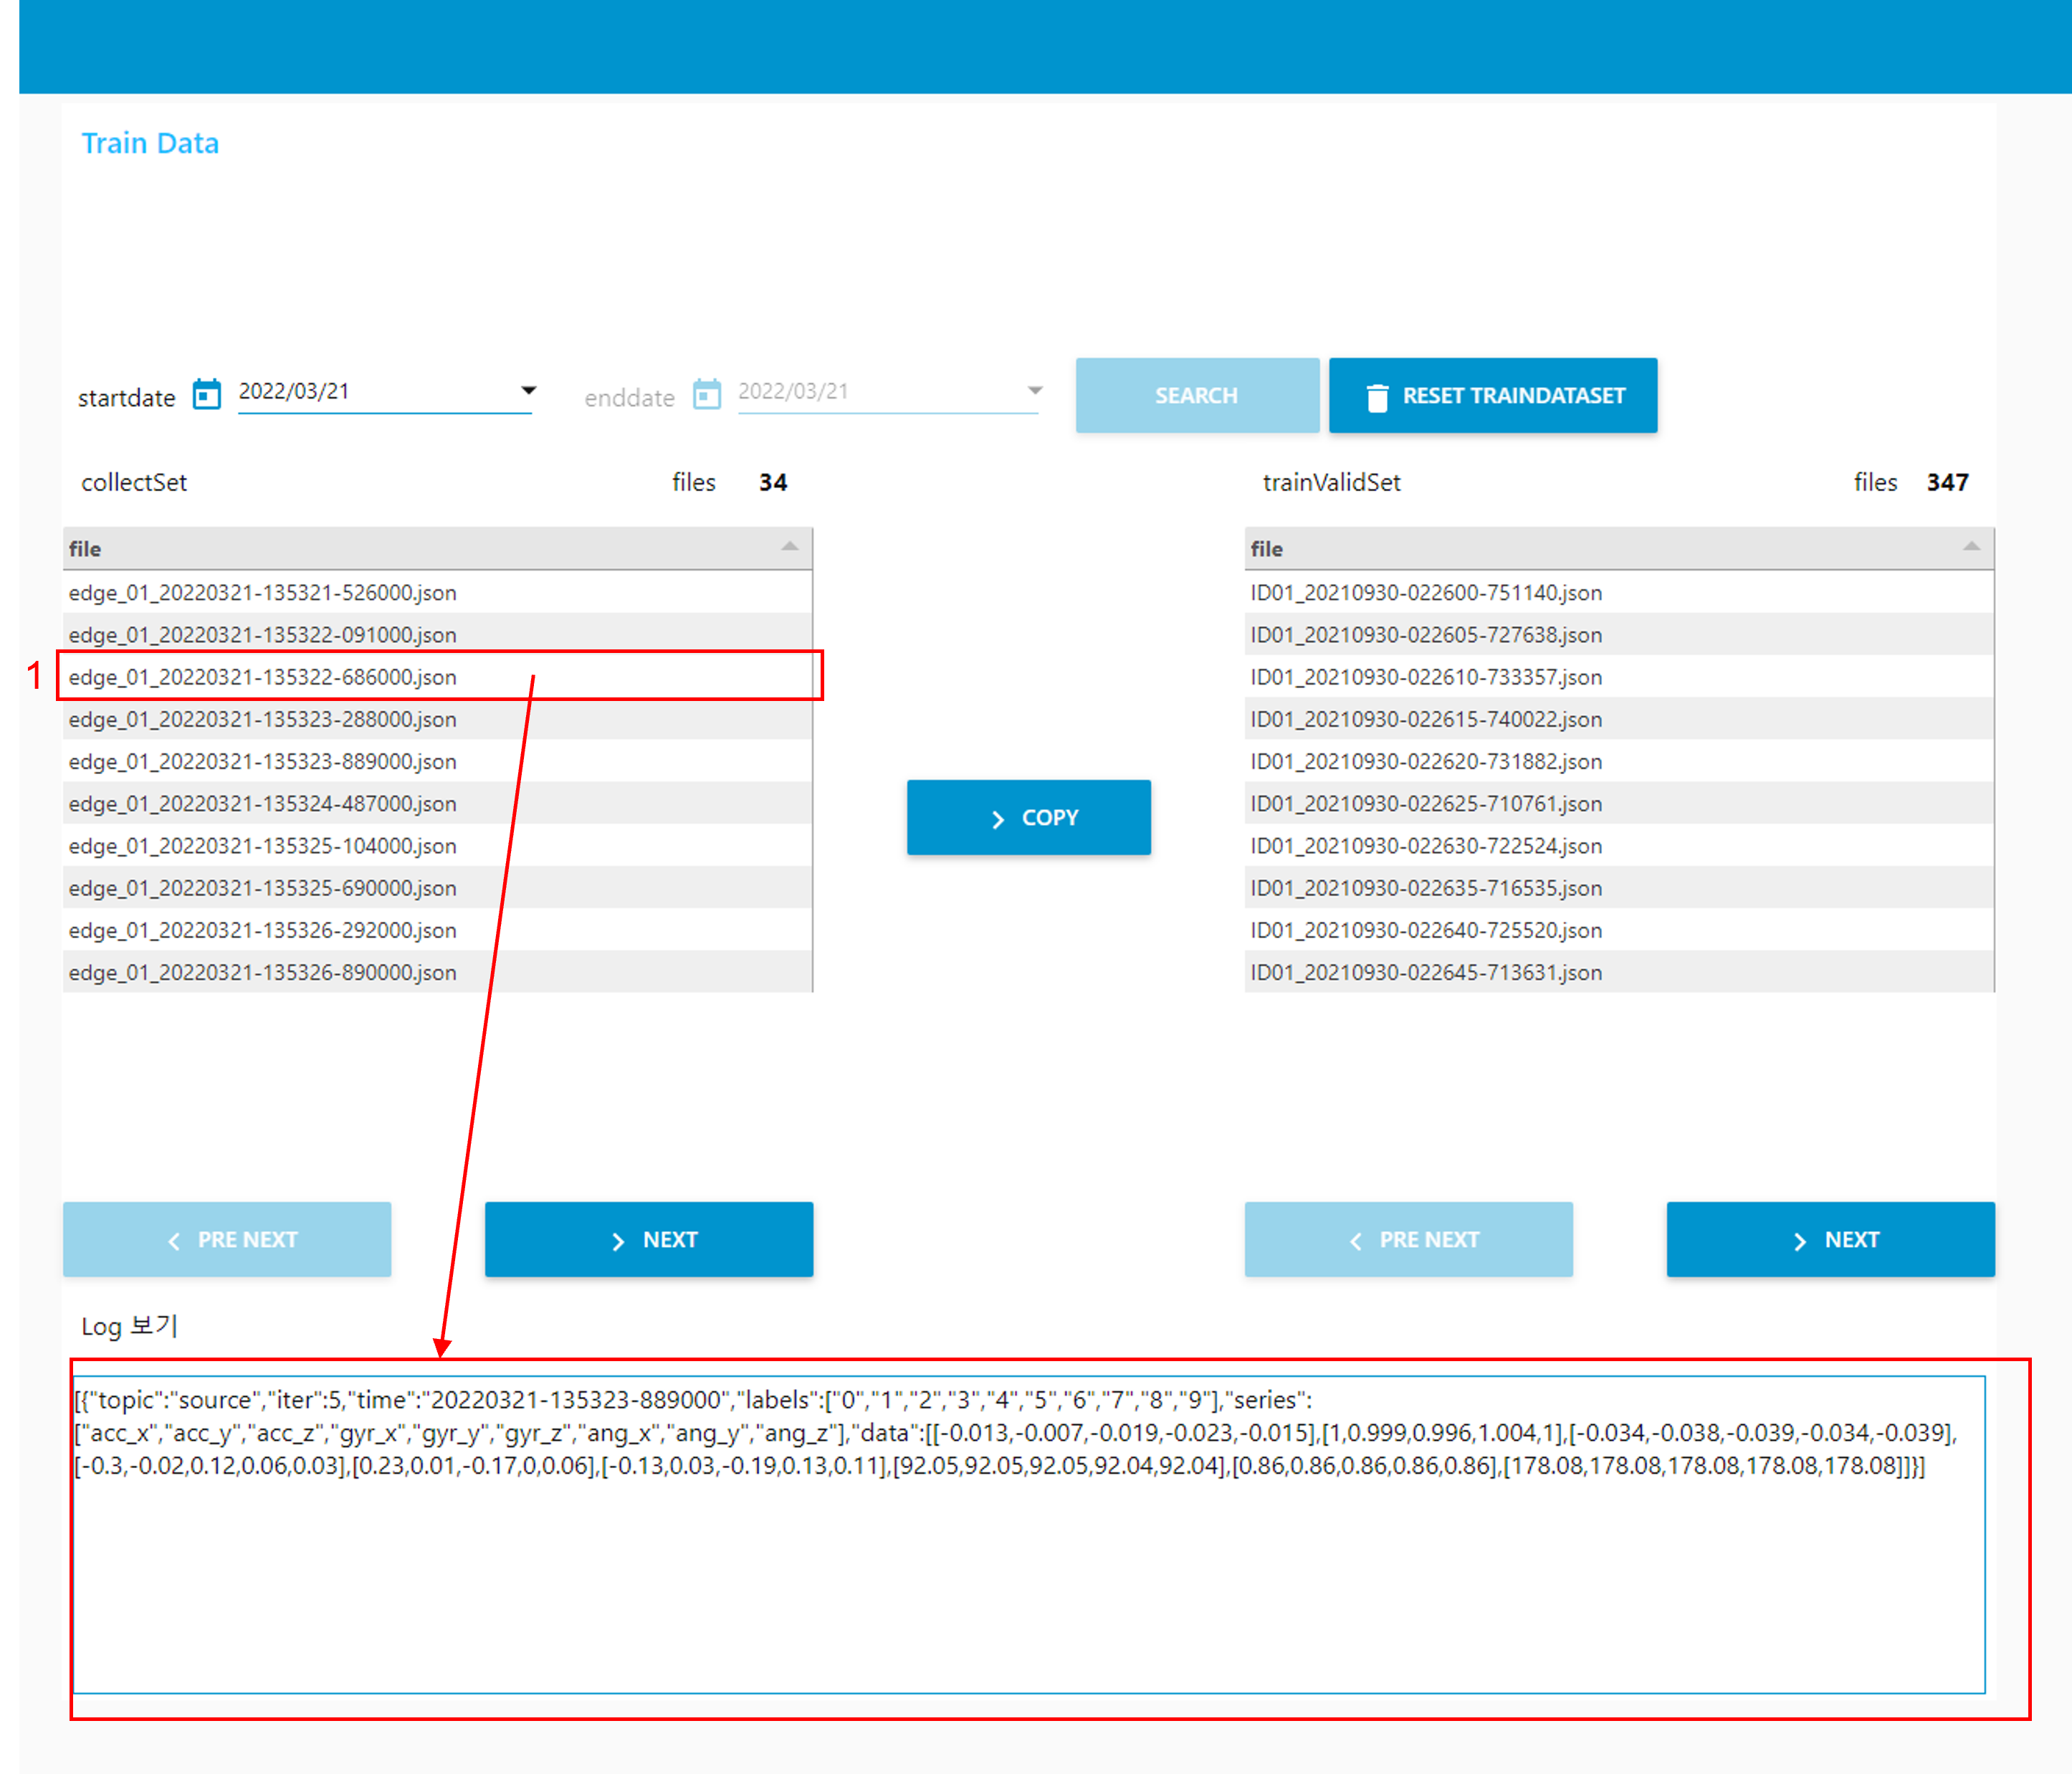 Train Data
startdate 2022/03/21 enddate 2022/03/21 SEARCH RESET TRAINDATASET
collectSet files 34
file
edge_01_20220321-135321-526000.json
edge_01_20220321-135322-091000.json
1 edge_01_20220321-135322-686000.json
edge_01_20220321-135323-288000.json
edge_01_20220321-135323-889000.json
edge_01_20220321-135324-487000.json
edge_01_20220321-135325-104000.json
edge_01_20220321-135325-690000.json
edge_01_20220321-135326-292000.json
edge_01_20220321-135326-890000.json
< PRE NEXT > NEXT
> COPY
trainValidSet files 347
file
ID01_20210930-022600-751140.json
ID01_20210930-022605-727638.json
ID01_20210930-022610-733357.json
ID01_20210930-022615-740022.json
ID01_20210930-022620-731882.json
ID01_20210930-022625-710761.json
ID01_20210930-022630-722524.json
ID01_20210930-022635-716535.json
ID01_20210930-022640-725520.json
ID01_20210930-022645-713631.json
< PRE NEXT > NEXT
Log 보기
[{"topic":"source","iter":5,"time":"20220321-135323-889000","labels":["0","1","2","3","4","5","6","7","8","9"],"series":
["acc_x","acc_y","acc_z","gyr_x","gyr_y","gyr_z","ang_x","ang_y","ang_z"],"data":[[-0.013,-0.007,-0.019,-0.023,-0.015],[1,0.999,0.996,1.004,1],[-0.034,-0.038,-0.039,-0.034,-0.039],
[-0.3,-0.02,0.12,0.06,0.03],[0.23,0.01,-0.17,0,0.06],[-0.13,0.03,-0.19,0.13,0.11],[92.05,92.05,92.05,92.04,92.04],[0.86,0.86,0.86,0.86,0.86],[178.08,178.08,178.08,178.08,178.08]]}]